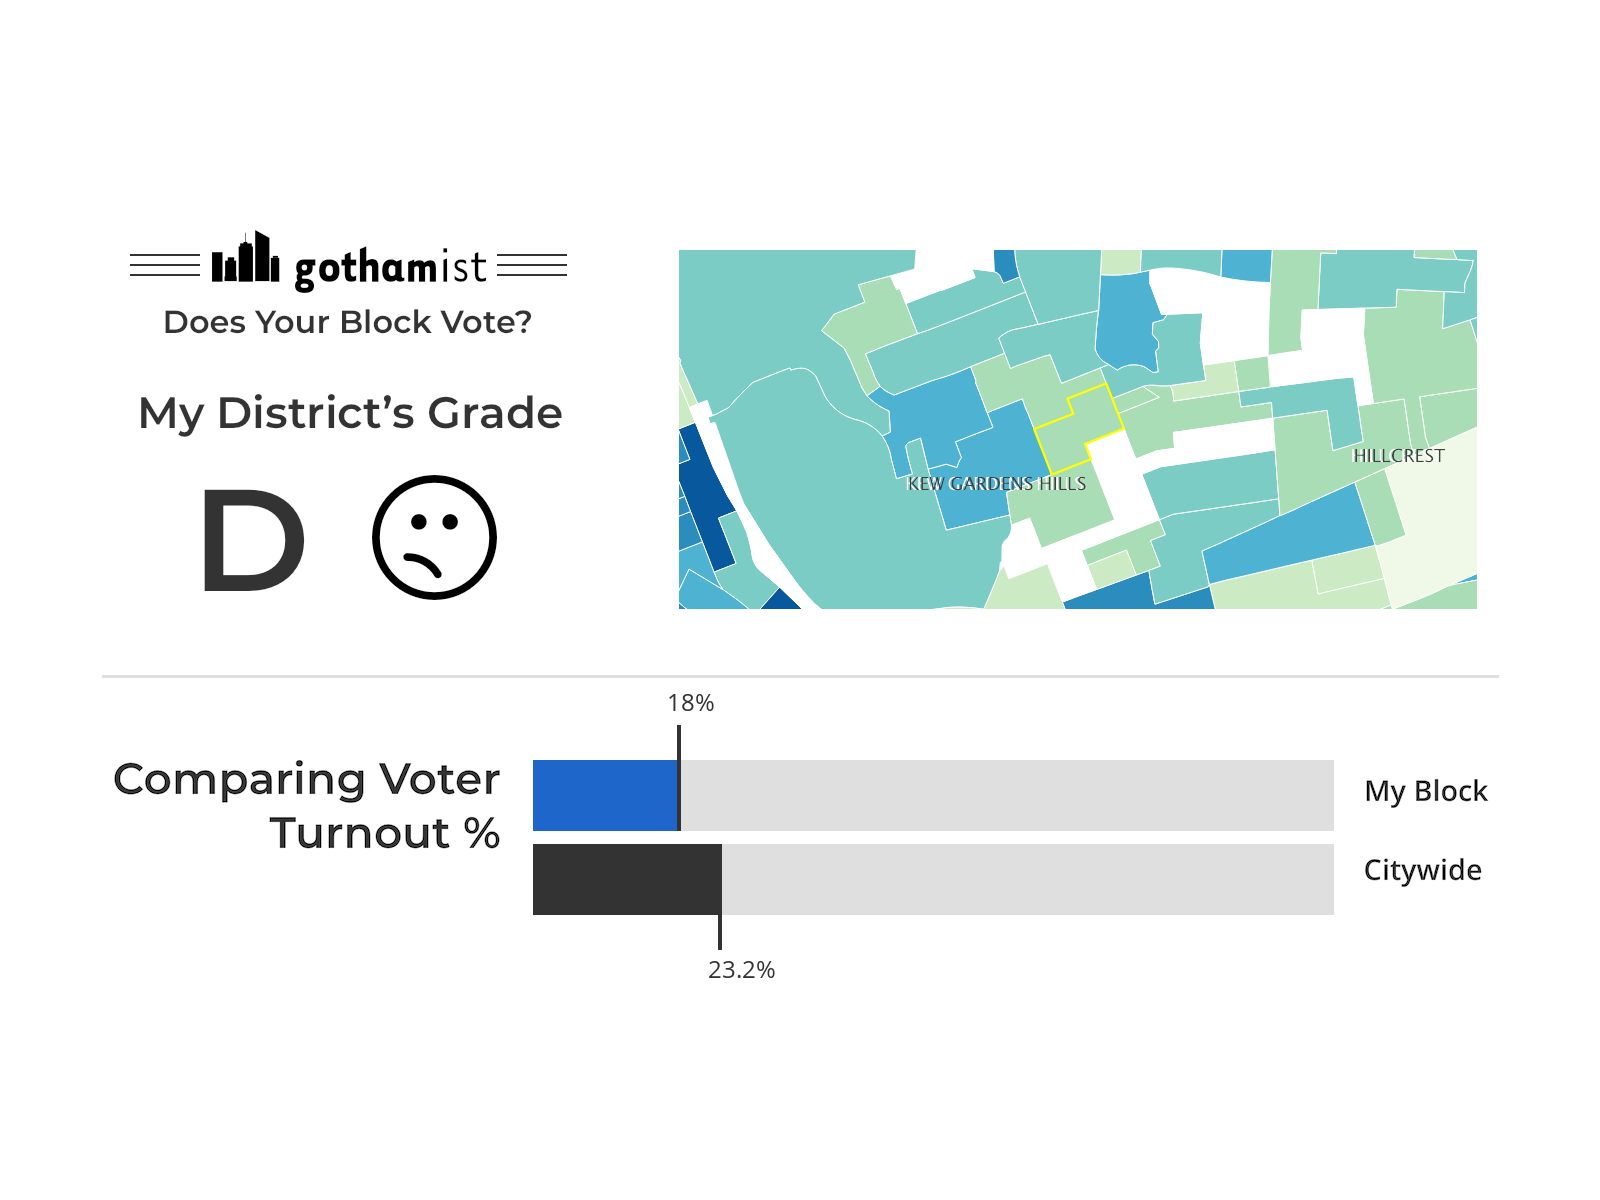 gothamist
Does Your Block Vote?
My District's Grade
D
KEW GARDENS HILLS
HILLCREST
18%
Comparing Voter
Turnout %
My Block
Citywide
23.2%